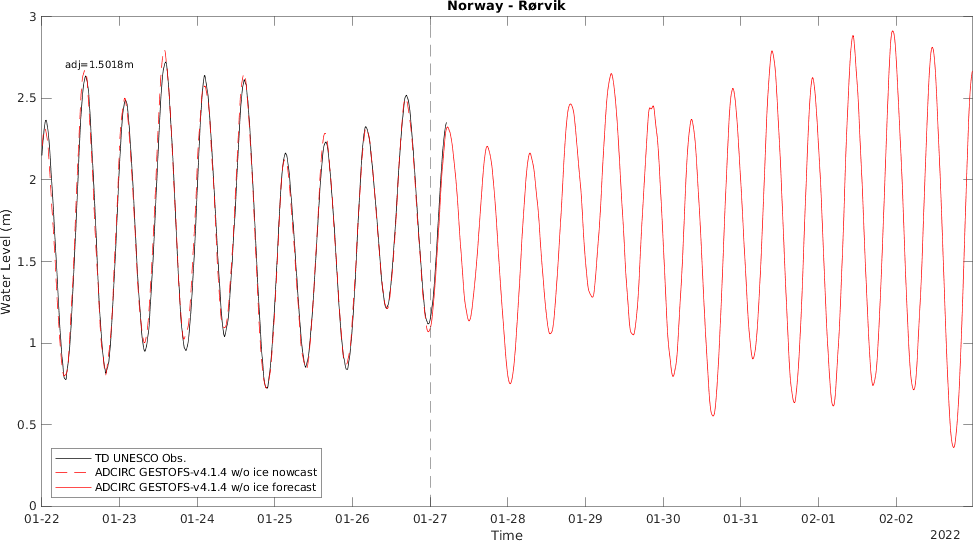 Norway - Rørvik
3
adj=1.5018m
2.5
2
1.5
1
0.5
0
Water Level (m)
TD UNESCO Obs.
ADCIRC GESTOFS-v4.1.4 w/o ice nowcast
ADCIRC GESTOFS-v4.1.4 w/o ice forecast
01-22 01-23 01-24 01-25 01-26 01-27 01-28 01-29 01-30 01-31 02-01 02-02
Time
2022